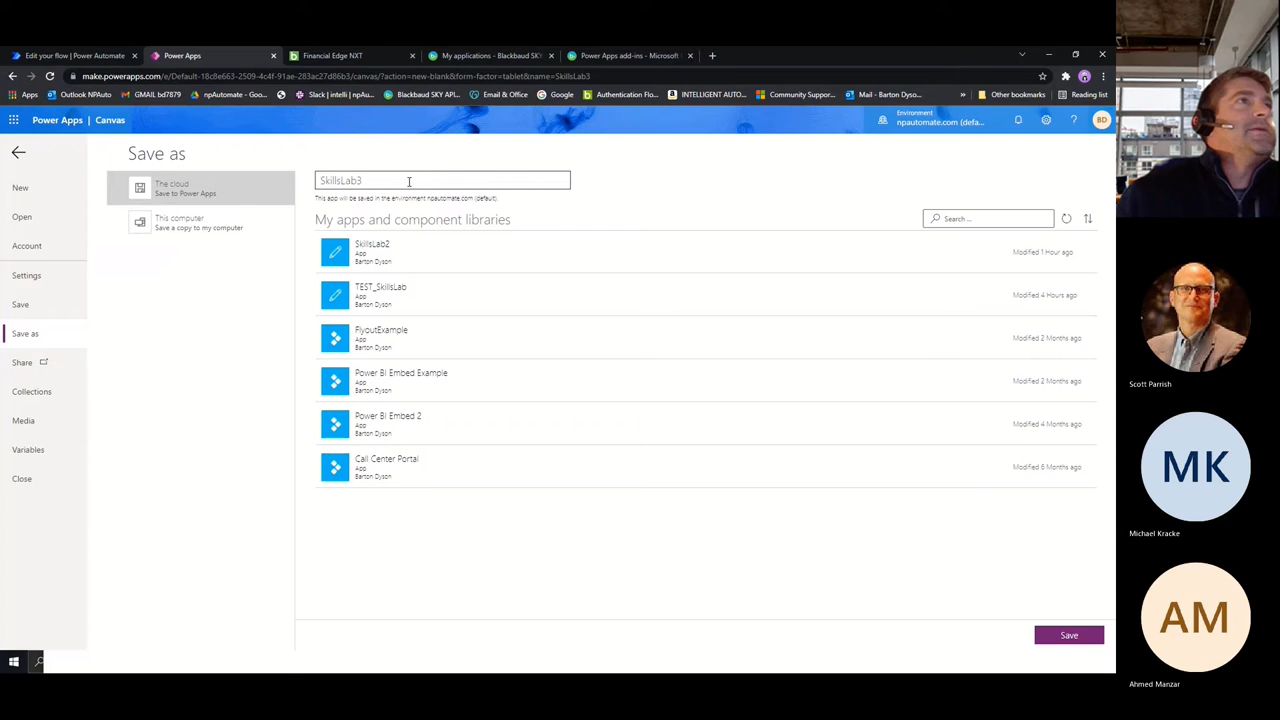 Edit your flow | Power Automate
Power Apps
Financial Edge NXT
My applications - Blackbaud SKY
Power Apps add-ins - Microsoft
make.powerapps.com/e/Default-18c8e663-2509-4c4f-91ae-283ac27d86b3/canvas/?action=new-blank&form-factor=tablet&name=SkillsLab3
Apps
Outlook NPAuto
GMAIL bd7879
npAutomate - Goo...
Slack | intelli | npAu...
Blackbaud SKY API...
Email & Office
Google
Authentication Flo...
INTELLIGENT AUTO...
Community Suppor...
Mail - Barton Dyso...
»
Other bookmarks
Reading list
Power Apps | Canvas
Environment
npautomate.com (defa...
BD
Save as
New
Open
Account
Settings
Save
Save as
Share
Collections
Media
Variables
Close
The cloud
Save to Power Apps
This computer
Save a copy to my computer
SkillsLab3
This app will be saved in the environment npautomate.com (default).
My apps and component libraries
Search ...
SkillsLab2
App
Barton Dyson
Modified 1 Hour ago
TEST_SkillsLab
App
Barton Dyson
Modified 4 Hours ago
FlyoutExample
App
Barton Dyson
Modified 2 Months ago
Power BI Embed Example
App
Barton Dyson
Modified 2 Months ago
Power BI Embed 2
App
Barton Dyson
Modified 4 Months ago
Call Center Portal
App
Barton Dyson
Modified 6 Months ago
Save
Scott Parrish
MK
Michael Kracke
AM
Ahmed Manzar